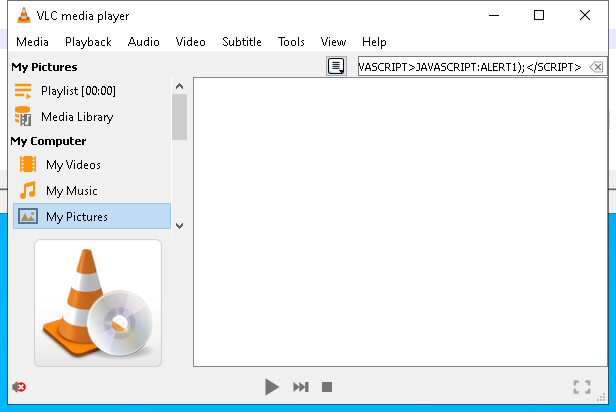 VLC media player
Media Playback Audio Video Subtitle Tools View Help
My Pictures
VASCRIPT>JAVASCRIPT:ALERT1);</SCRIPT>
Playlist [00:00]
Media Library
My Computer
My Videos
My Music
My Pictures